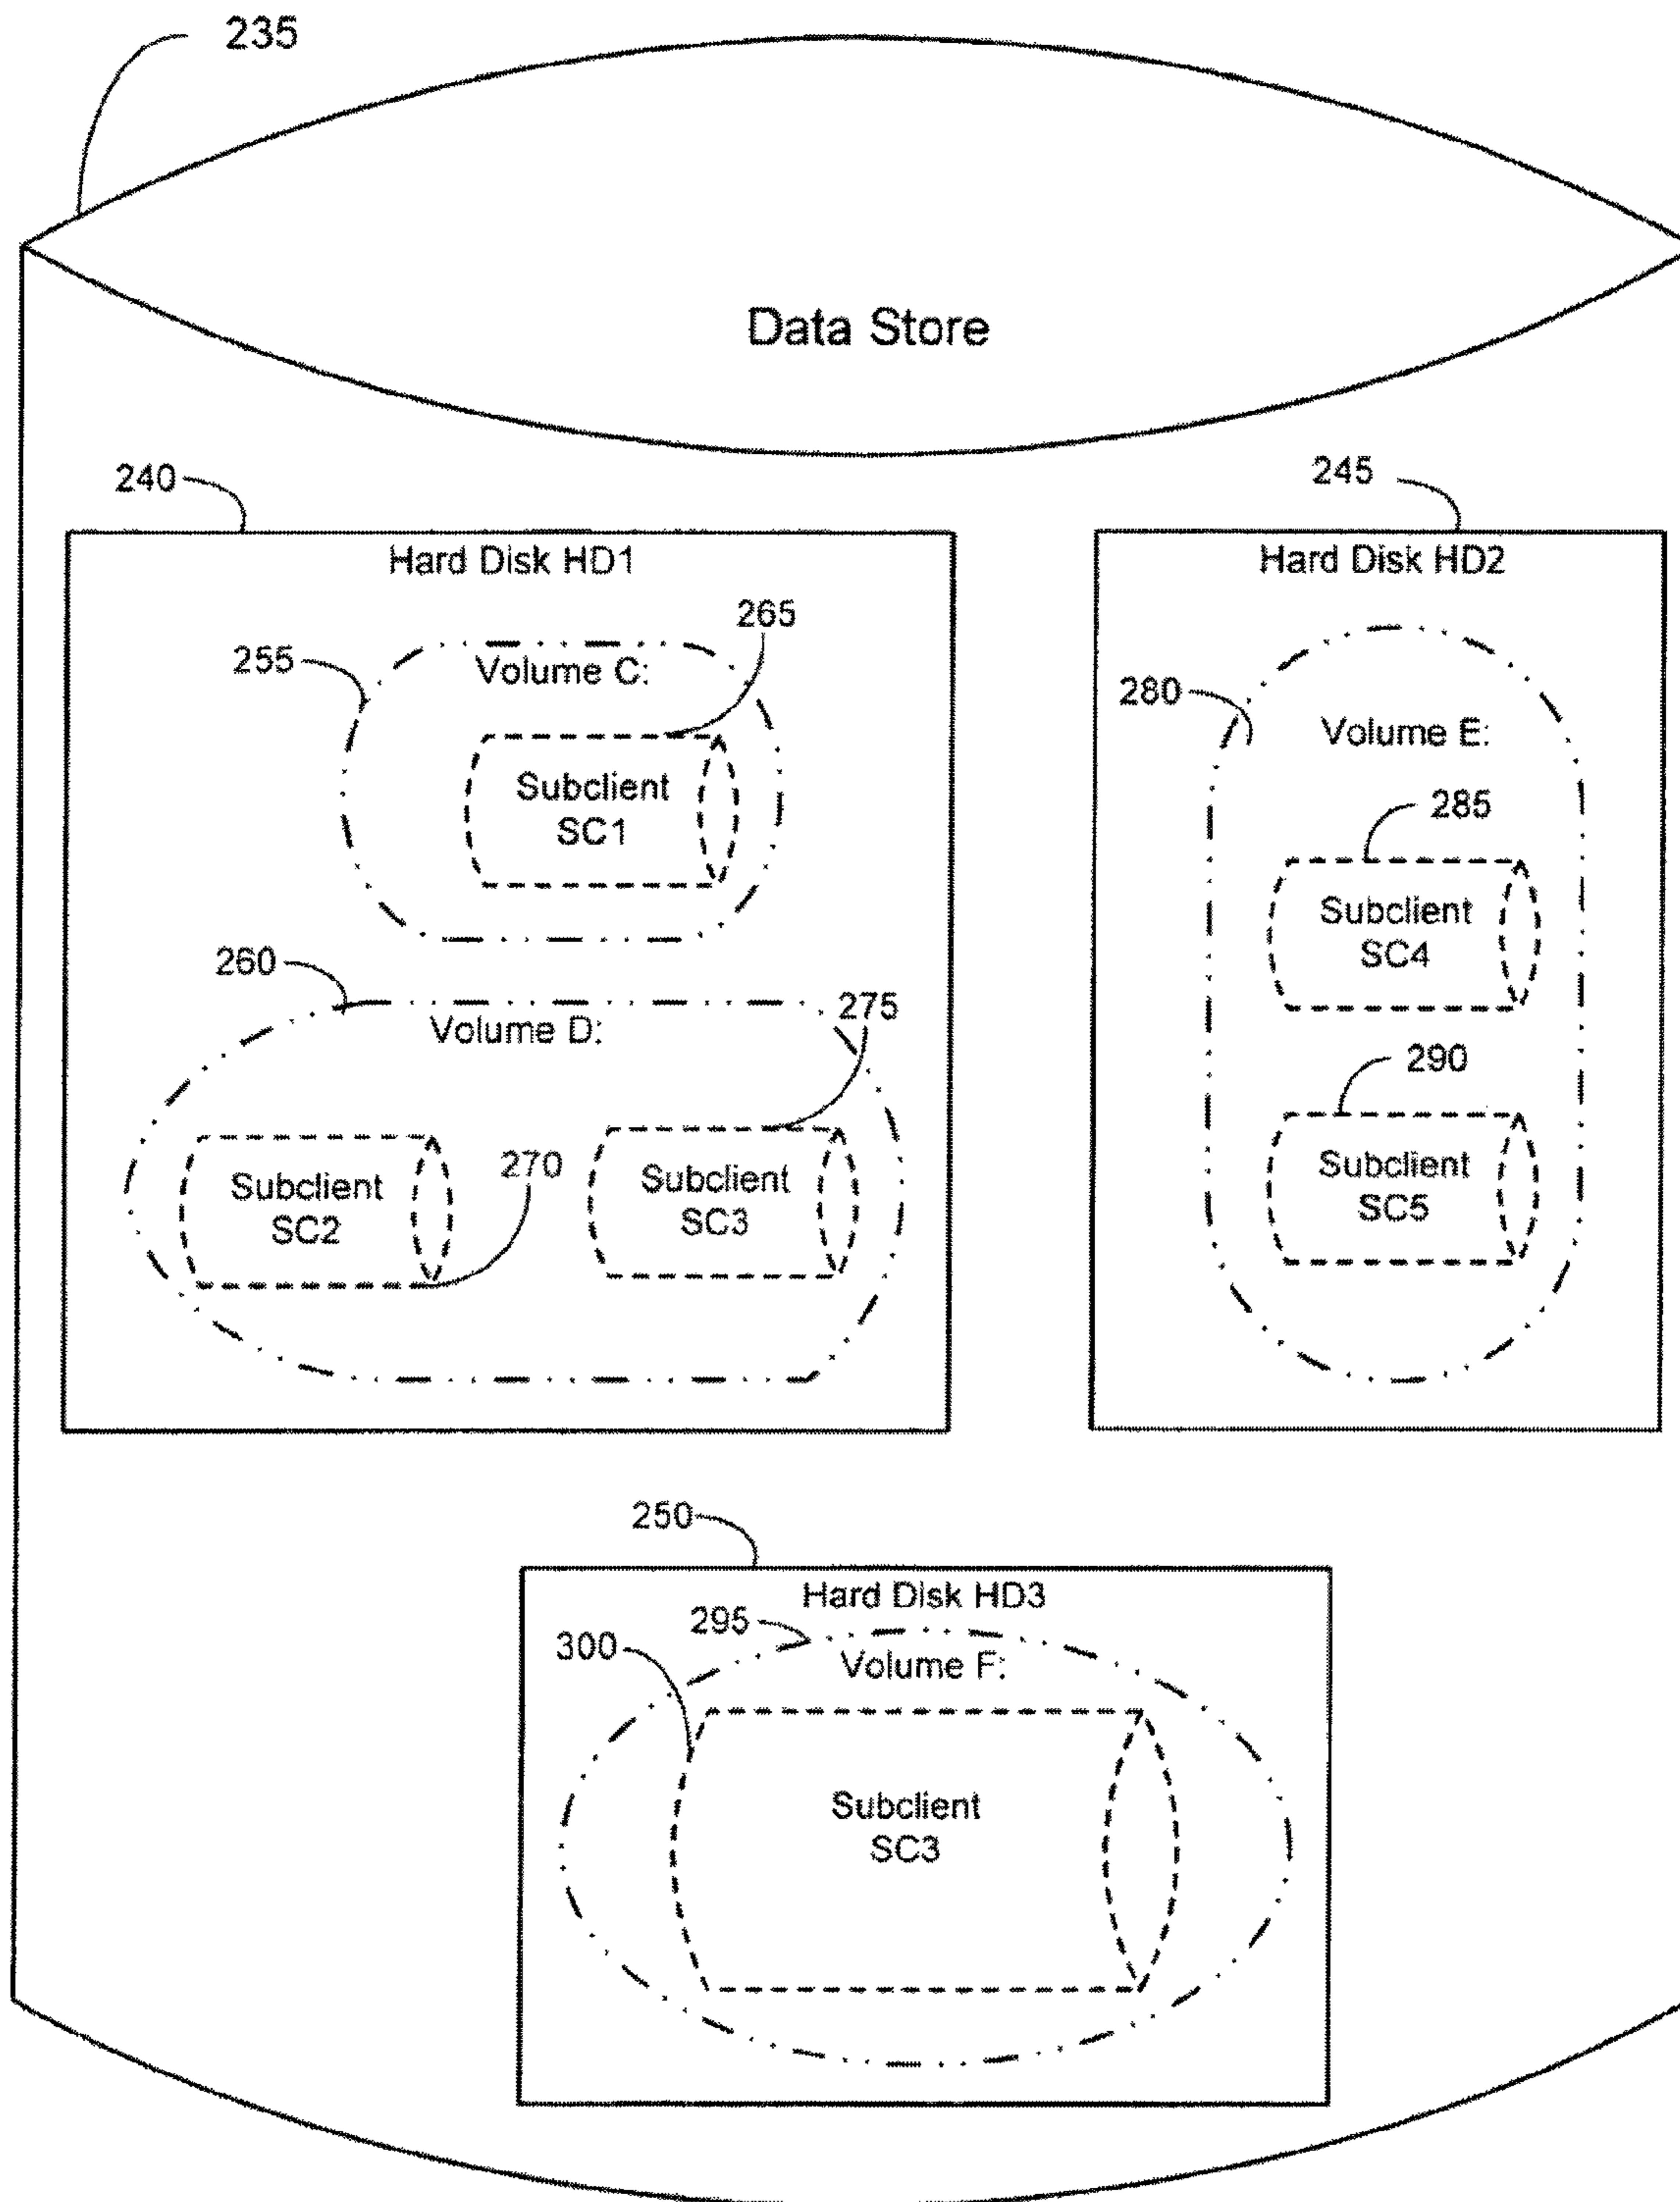 235
Data Store
240
245
Hard Disk HD1
Hard Disk HD2
265
255
Volume C:
280
Volume E:
Subclient
SC1
285
Subclient
SC4
260
275
Volume D:
290
270
Subclient
SC2
Subclient
SC3
Subclient
SC5
250
Hard Disk HD3
295
300
Volume F:
Subclient
SC3